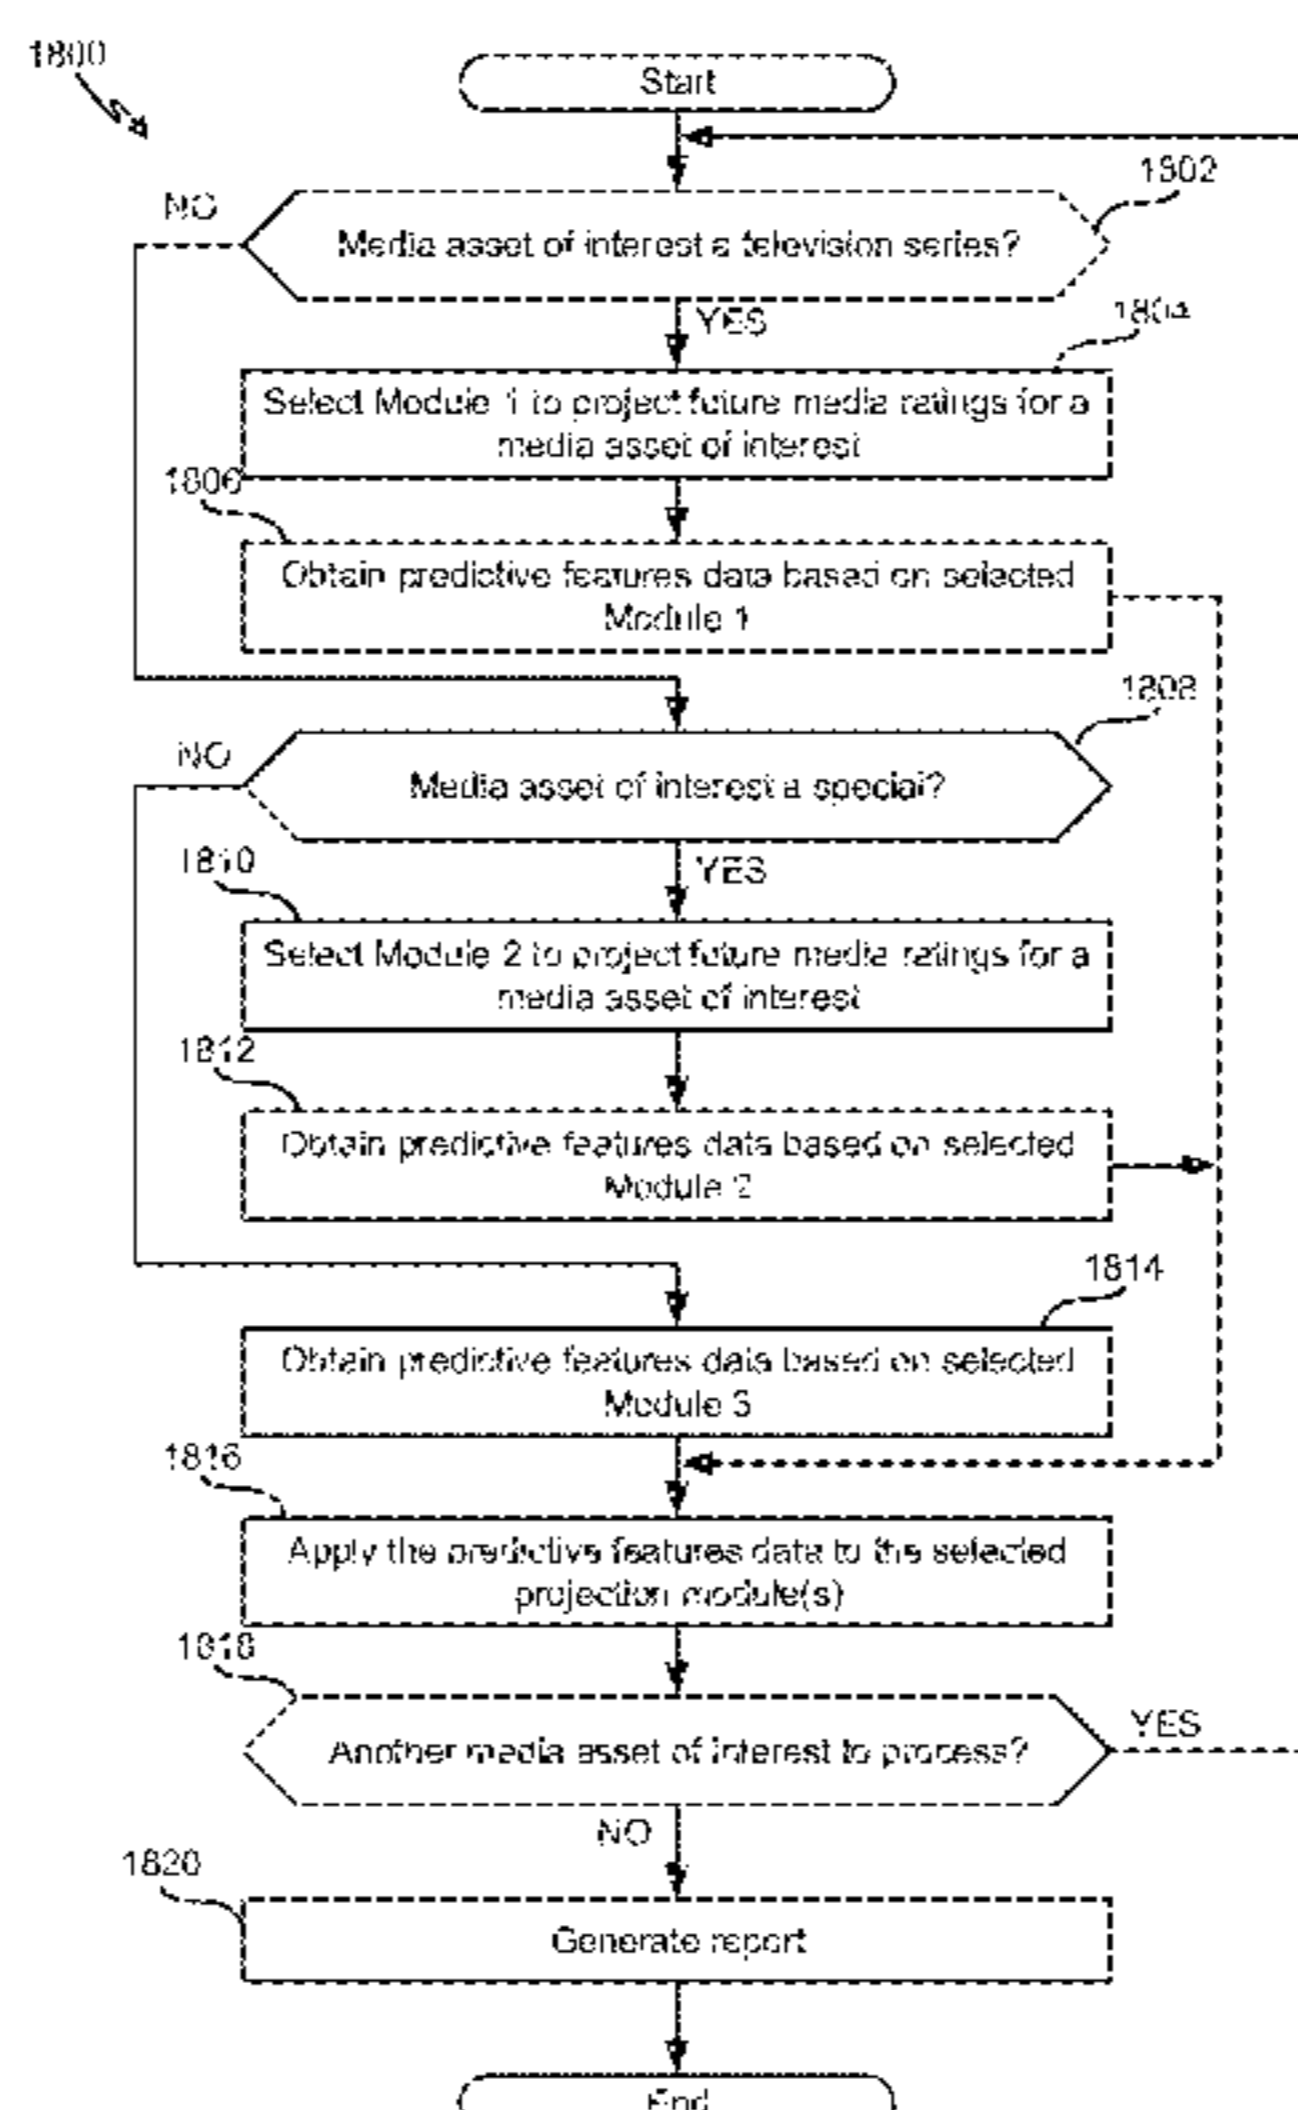 1800
Start
1802
NO
Media asset of interest a television series?
YES
1804
Select Module 1 to project future media ratings for a
media asset of interest
1806
Obtain predictive features data based on selected
Module 1
1808
NO
Media asset of interest a special?
1810
YES
Select Module 2 to project future media ratings for a
media asset of interest
1812
Obtain predictive features data based on selected
Module 2
1814
Obtain predictive features data based on selected
Module 3
1816
Apply the predictive features data to the selected
projection module(s)
1818
YES
Another media asset of interest to process?
NO
1820
Generate report
End